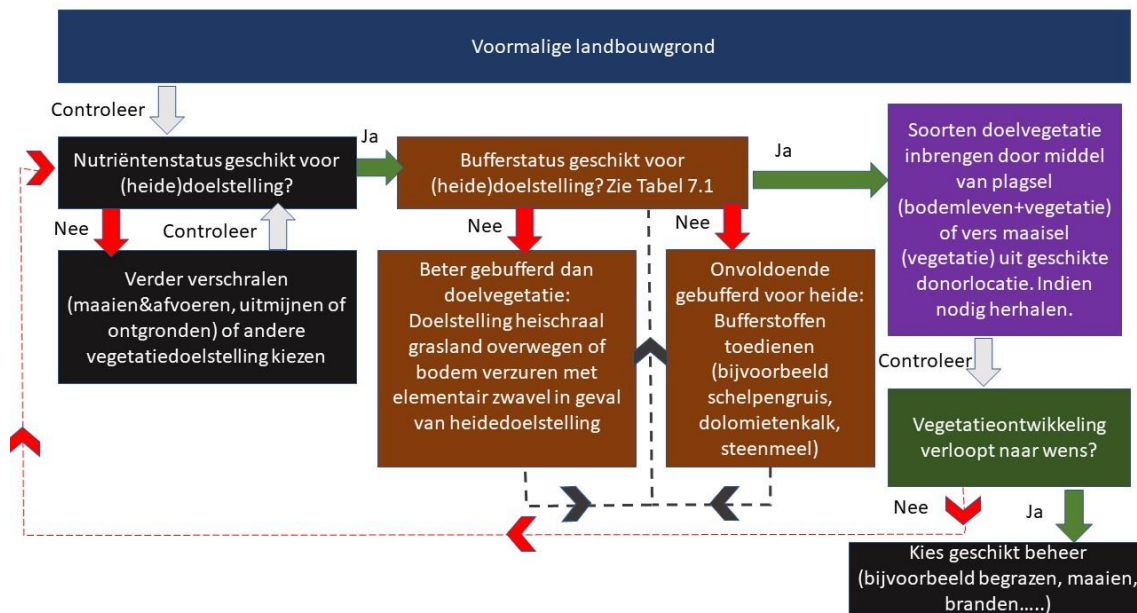 Voormalige landbouwgrond
Controleer
Nutriëntenstatus geschikt voor
(heide)doelstelling?
Ja
Bufferstatus geschikt voor
(heide)doelstelling? Zie Tabel 7.1
Ja
Soorten doelvegetatie
inbrengen door middel
van plagsel
(bodemleven+vegetatie)
of vers maaisel
(vegetatie) uit geschikte
donorlocatie. Indien
nodig herhalen.
Nee
Controleer
Nee
Nee
Verder verschralen
(maaien&afvoeren, uitmijnen of
ontgronden) of andere
vegetatiedoelstelling kiezen
Beter gebufferd dan
doelvegetatie:
Doelstelling heischraal
grasland overwegen of
bodem verzuren met
elementair zwavel in geval
van heidedoelstelling
Onvoldoende
gebufferd voor heide:
Bufferstoffen
toedienen
(bijvoorbeeld
schelpengruis,
dolomietenkalk,
steenmeel)
Controleer
Vegetatieontwikkeling
verloopt naar wens?
Nee
Ja
Kies geschikt beheer
(bijvoorbeeld begrazen, maaien,
branden.....)